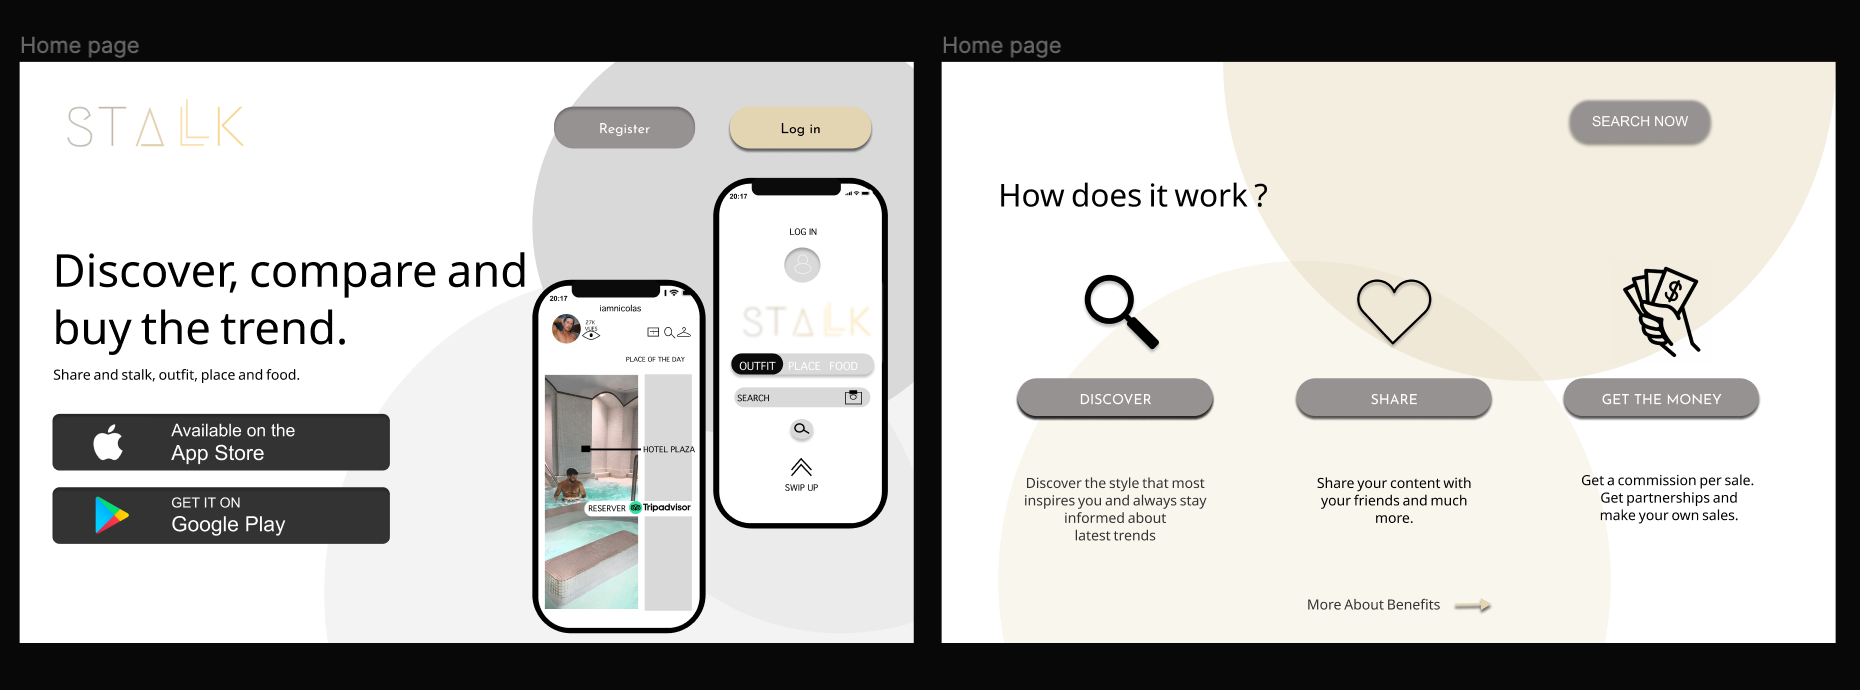 Home page
STALLK
Register
Log in
Discover, compare and
buy the trend.
Share and stalk, outfit, place and food.
Available on the
App Store
GET IT ON
Google Play
20:17
iamnicolas
27K
VUES
PLACE OF THE DAY
HOTEL PLAZA
RESERVER Tripadvisor
20:17
LOG IN
STALLK
OUTFIT PLACE FOOD
SEARCH
SWIP UP
Home page
SEARCH NOW
How does it work ?
DISCOVER
Discover the style that most
inspires you and always stay
informed about
latest trends
SHARE
Share your content with
your friends and much
more.
GET THE MONEY
Get a commission per sale.
Get partnerships and
make your own sales.
More About Benefits